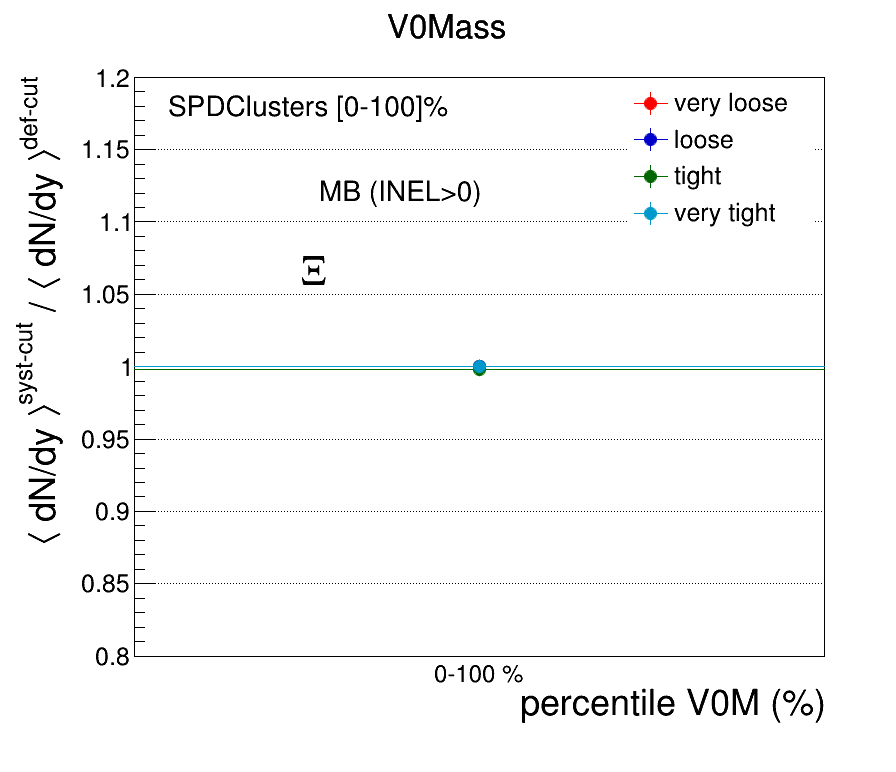 V0Mass
⟨ dN/dy ⟩^syst-cut / ⟨ dN/dy ⟩^def-cut
1.2
1.15
1.1
1.05
1
0.95
0.9
0.85
0.8
SPDClusters [0-100]%
MB (INEL>0)
Ξ
very loose
loose
tight
very tight
0-100 %
percentile V0M (%)